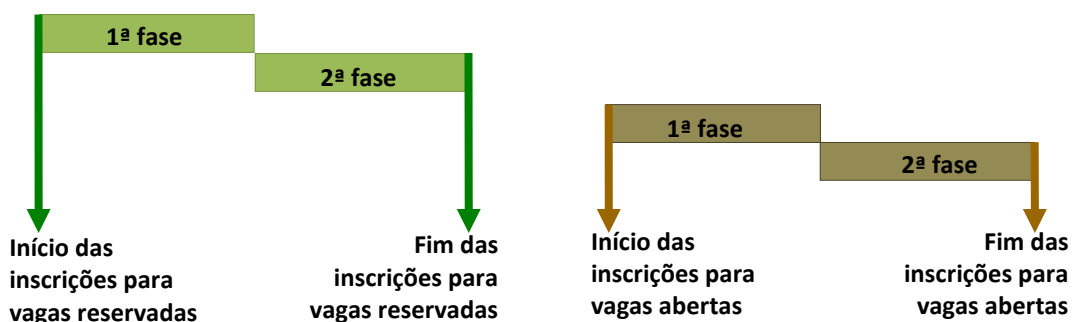 1ª fase
2ª fase
Início das
inscrições para
vagas reservadas
Fim das
inscrições para
vagas reservadas
1ª fase
2ª fase
Início das
inscrições para
vagas abertas
Fim das
inscrições para
vagas abertas